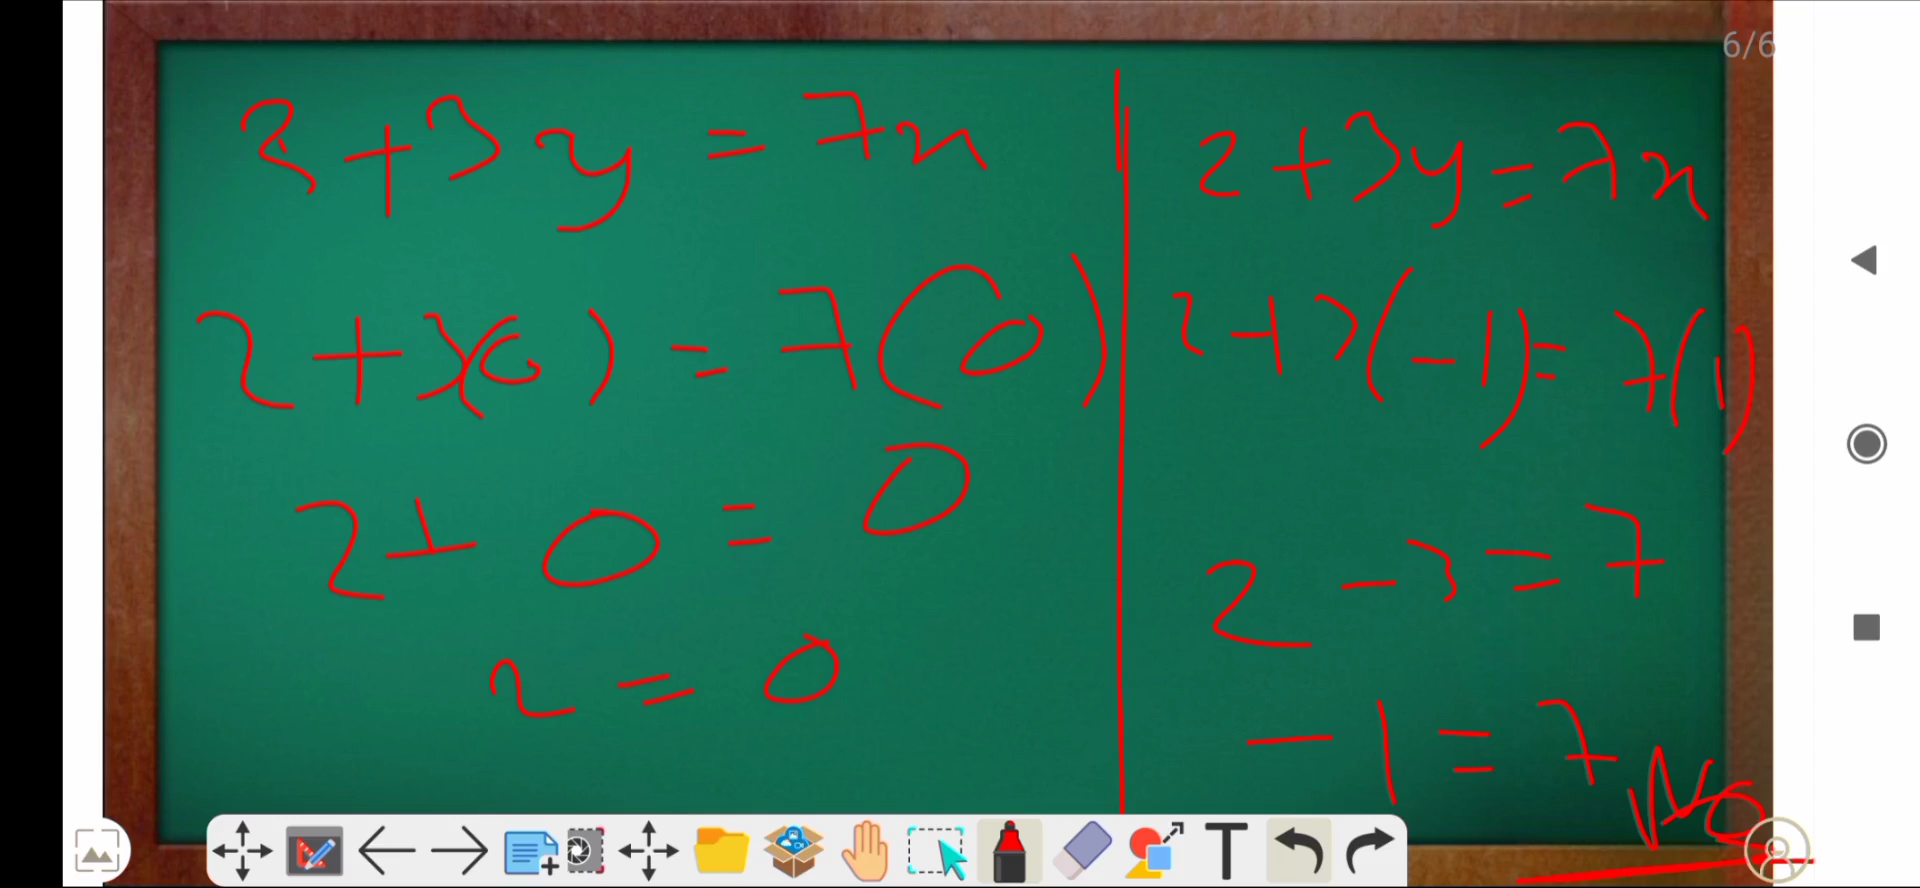 6/6
2 + 3y = 7x
2 + 3(0) = 7(0)
2 + 0 = 0
2 = 0
2 + 3y = 7x
2 + 3(-1) = 7(1)
2 - 3 = 7
- 1 = 7 No
T